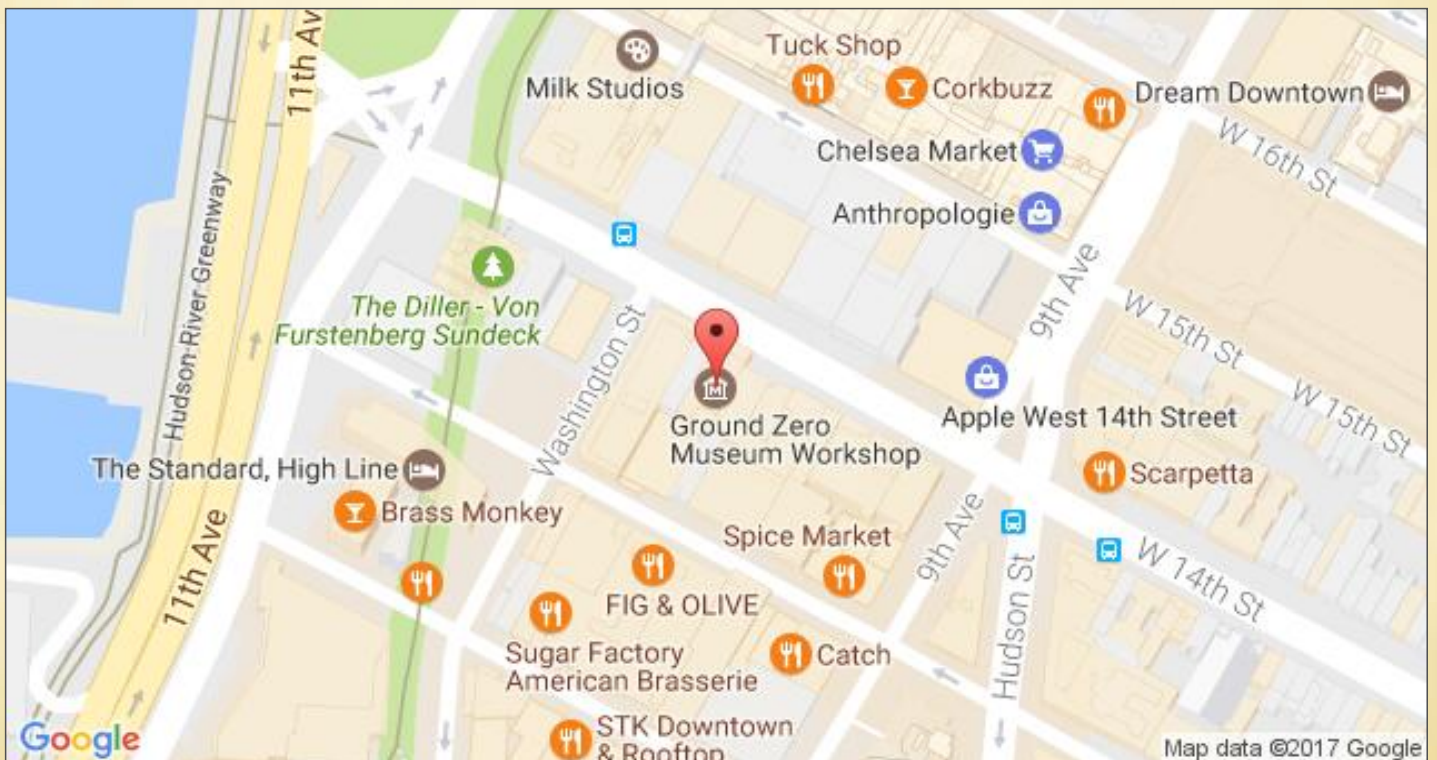 11th Av
Milk Studios
Tuck Shop
Corkbuzz
Dream Downtown
W 16th St
Chelsea Market
Anthropologie
Hudson River Greenway
The Diller - Von
Furstenberg Sundeck
Washington St
9th Ave
W 15th St
W 15th St
M
Ground Zero
Museum Workshop
Apple West 14th Street
The Standard, High Line
Brass Monkey
Scarpetta
11th Ave
Spice Market
9th Ave
Hudson St
W 14th St
FIG & OLIVE
Sugar Factory
American Brasserie
Catch
STK Downtown
& Rooftop
Google
Map data ©2017 Google